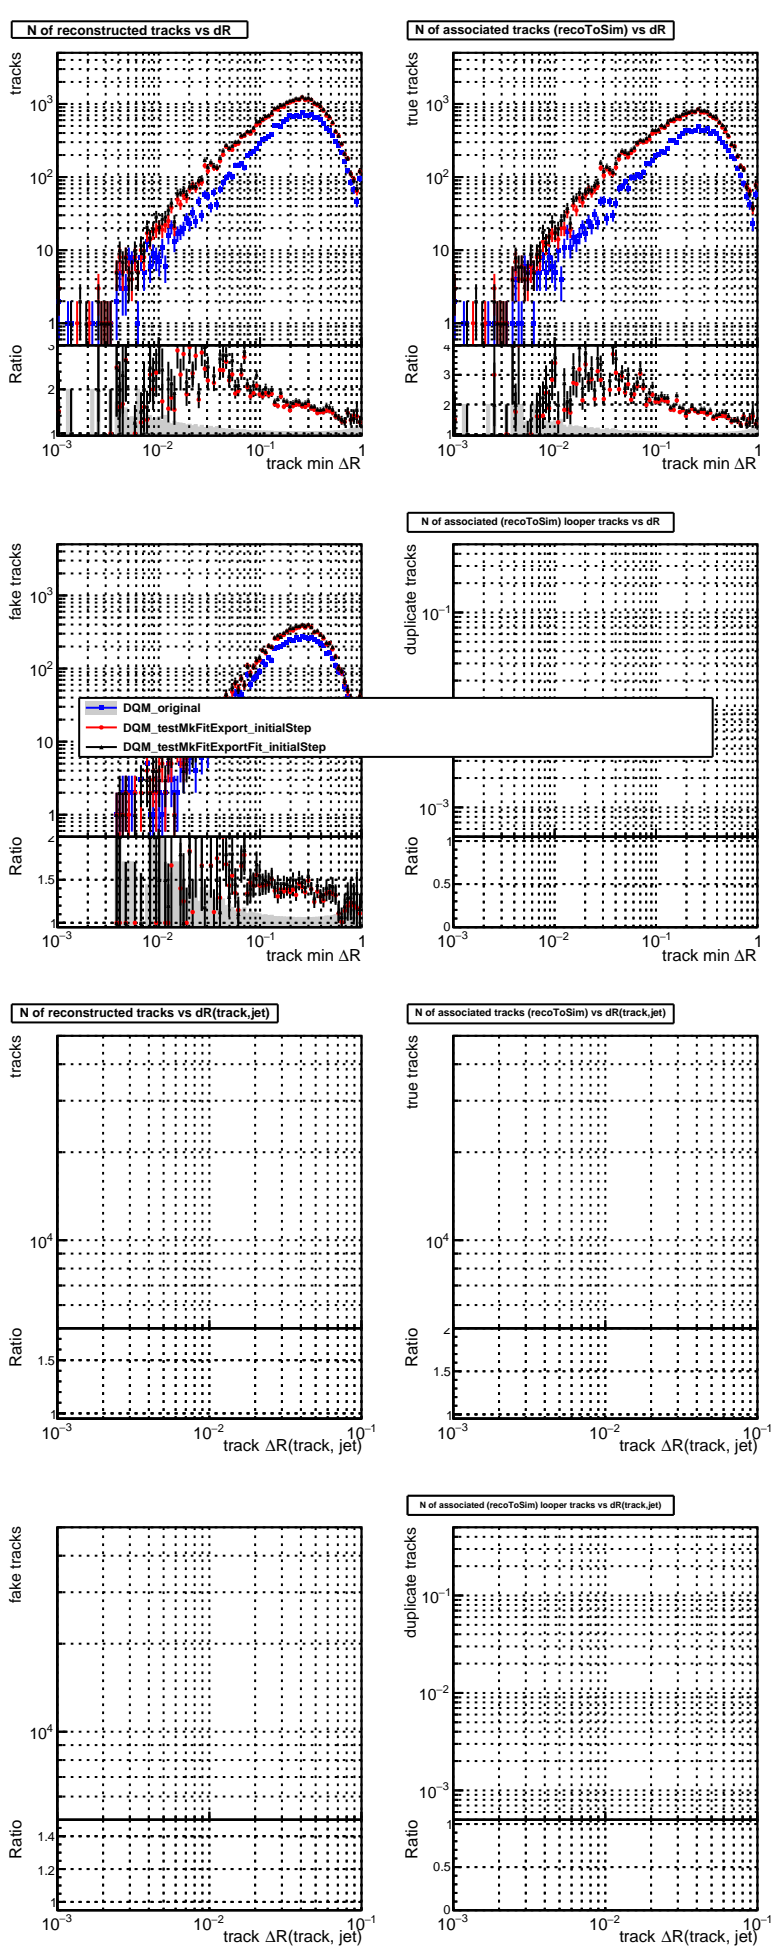 N of reconstructed tracks vs dR
tracks
10³
10²
10
1
Ratio
3
2
1
10⁻³
10⁻²
10⁻¹
1
track min ΔR
N of associated tracks (recoToSim) vs dR
true tracks
10³
10²
10
1
Ratio
4
3
2
1
10⁻³
10⁻²
10⁻¹
1
track min ΔR
fake tracks
10³
10²
10
1
Ratio
2
1.5
1
10⁻³
10⁻²
10⁻¹
1
track min ΔR
N of associated (recoToSim) looper tracks vs dR
duplicate tracks
10⁻¹
10⁻³
Ratio
1
0.5
0
10⁻³
10⁻²
10⁻¹
1
track min ΔR
DQM_original
DQM_testMkFitExport_initialStep
DQM_testMkFitExportFit_initialStep
N of reconstructed tracks vs dR(track,jet)
tracks
10⁴
Ratio
1.5
1
10⁻³
10⁻²
10⁻¹
track ΔR(track, jet)
N of associated tracks (recoToSim) vs dR(track,jet)
true tracks
10⁴
Ratio
2
1.5
1
10⁻³
10⁻²
10⁻¹
track ΔR(track, jet)
fake tracks
10⁴
Ratio
1.4
1.2
1
10⁻³
10⁻²
10⁻¹
track ΔR(track, jet)
N of associated (recoToSim) looper tracks vs dR(track,jet)
duplicate tracks
10⁻¹
10⁻²
10⁻³
Ratio
1
0.5
0
10⁻³
10⁻²
10⁻¹
track ΔR(track, jet)